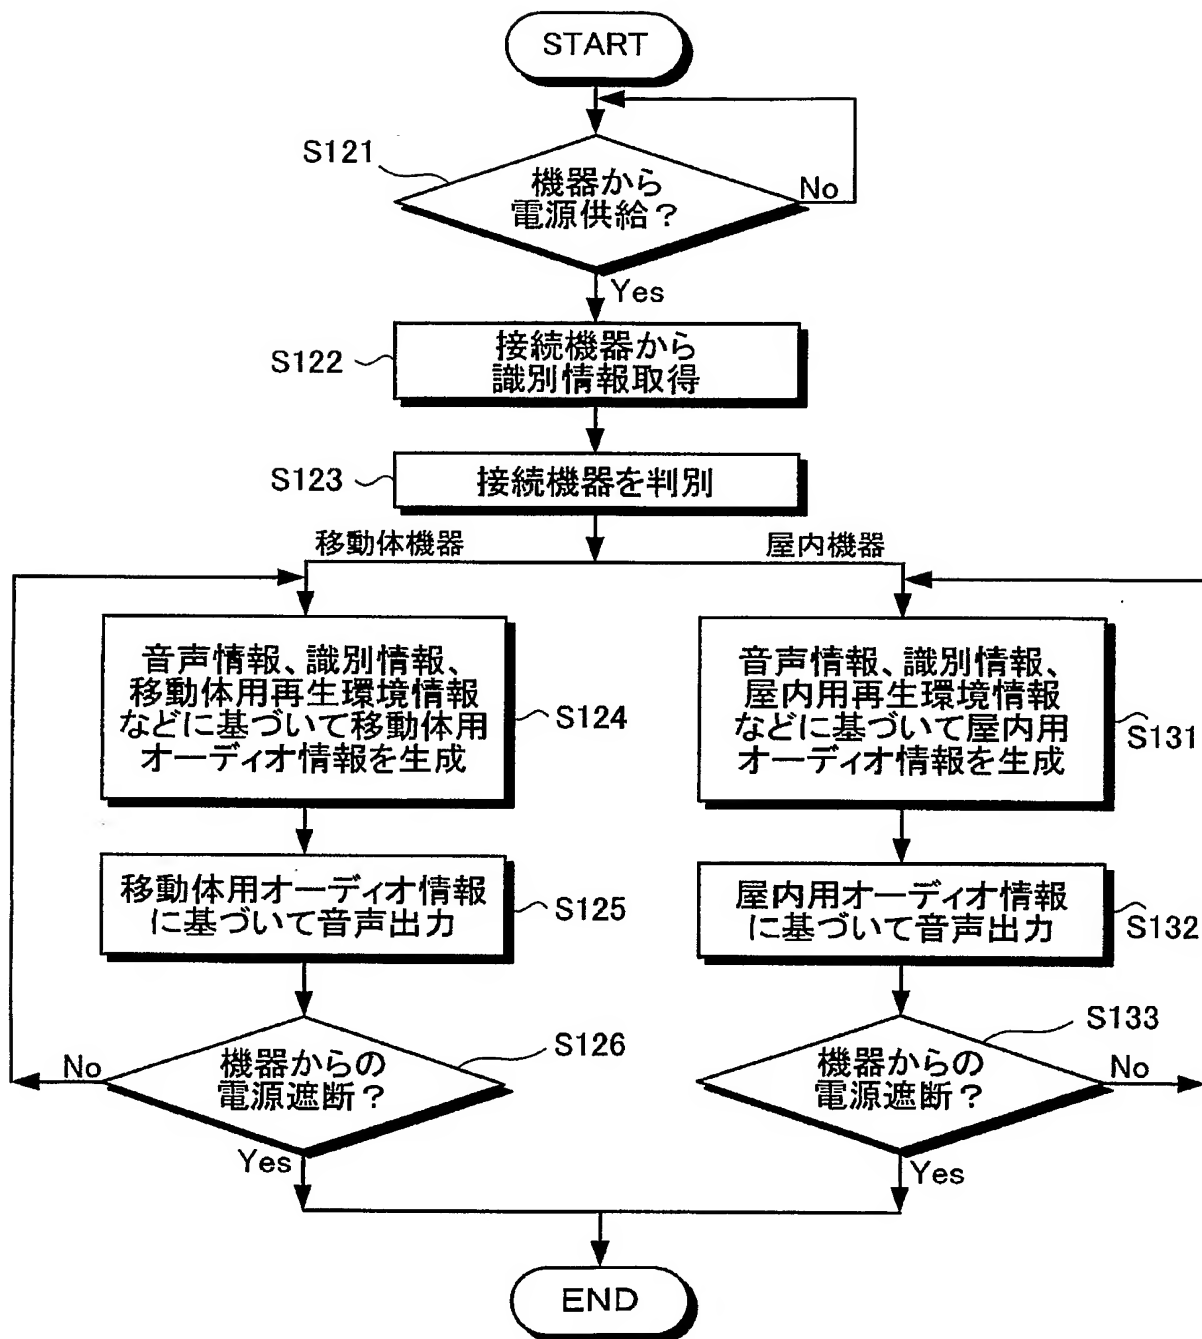 START
S121
機器から
電源供給？
No
Yes
S122
接続機器から
識別情報取得
S123
接続機器を判別
移動体機器
屋内機器
音声情報、識別情報、
移動体用再生環境情報
などに基づいて移動体用
オーディオ情報を生成
S124
音声情報、識別情報、
屋内用再生環境情報
などに基づいて屋内用
オーディオ情報を生成
S131
移動体用オーディオ情報
に基づいて音声出力
S125
屋内用オーディオ情報
に基づいて音声出力
S132
機器からの
電源遮断？
S126
No
Yes
機器からの
電源遮断？
S133
No
Yes
END